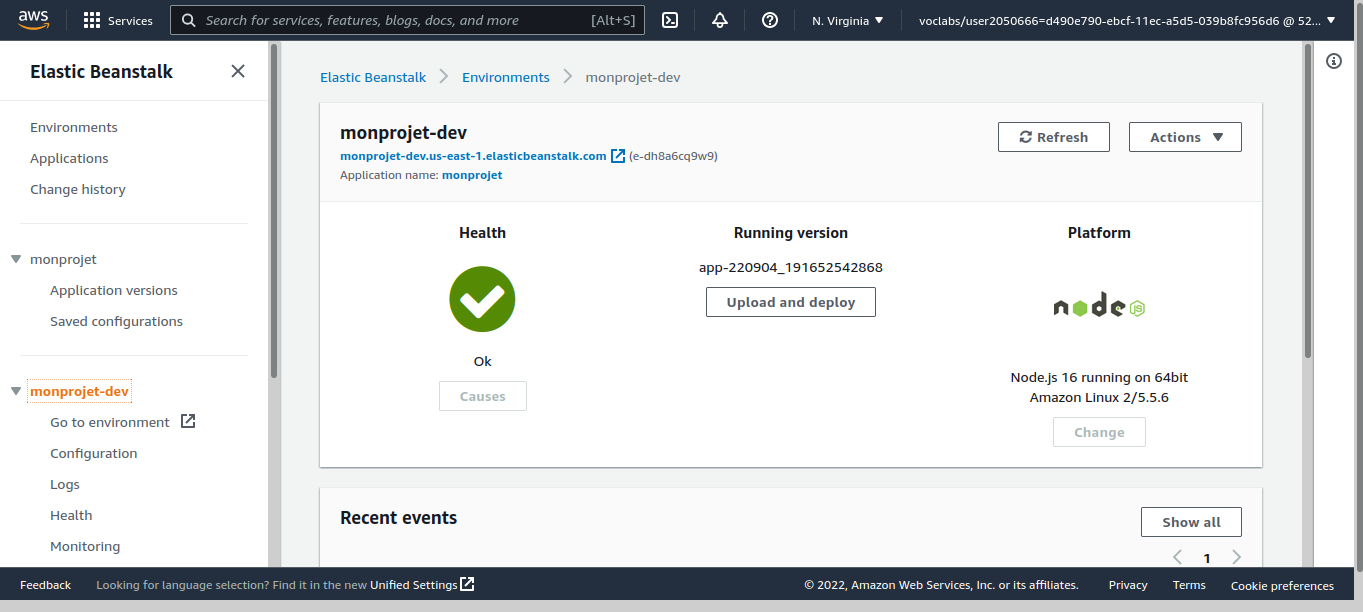 aws
Services
Search for services, features, blogs, docs, and more [Alt+S]
N. Virginia
voclabs/user2050666=d490e790-ebcf-11ec-a5d5-039b8fc956d6 @ 52...
Elastic Beanstalk
Environments
Applications
Change history
monprojet
Application versions
Saved configurations
monprojet-dev
Go to environment
Configuration
Logs
Health
Monitoring
Elastic Beanstalk > Environments > monprojet-dev
monprojet-dev
monprojet-dev.us-east-1.elasticbeanstalk.com (e-dh8a6cq9w9)
Application name: monprojet
Refresh
Actions
Health
Ok
Causes
Running version
app-220904_191652542868
Upload and deploy
Platform
node JS
Node.js 16 running on 64bit
Amazon Linux 2/5.5.6
Change
Recent events
Show all
1
Feedback
Looking for language selection? Find it in the new Unified Settings
© 2022, Amazon Web Services, Inc. or its affiliates.
Privacy
Terms
Cookie preferences